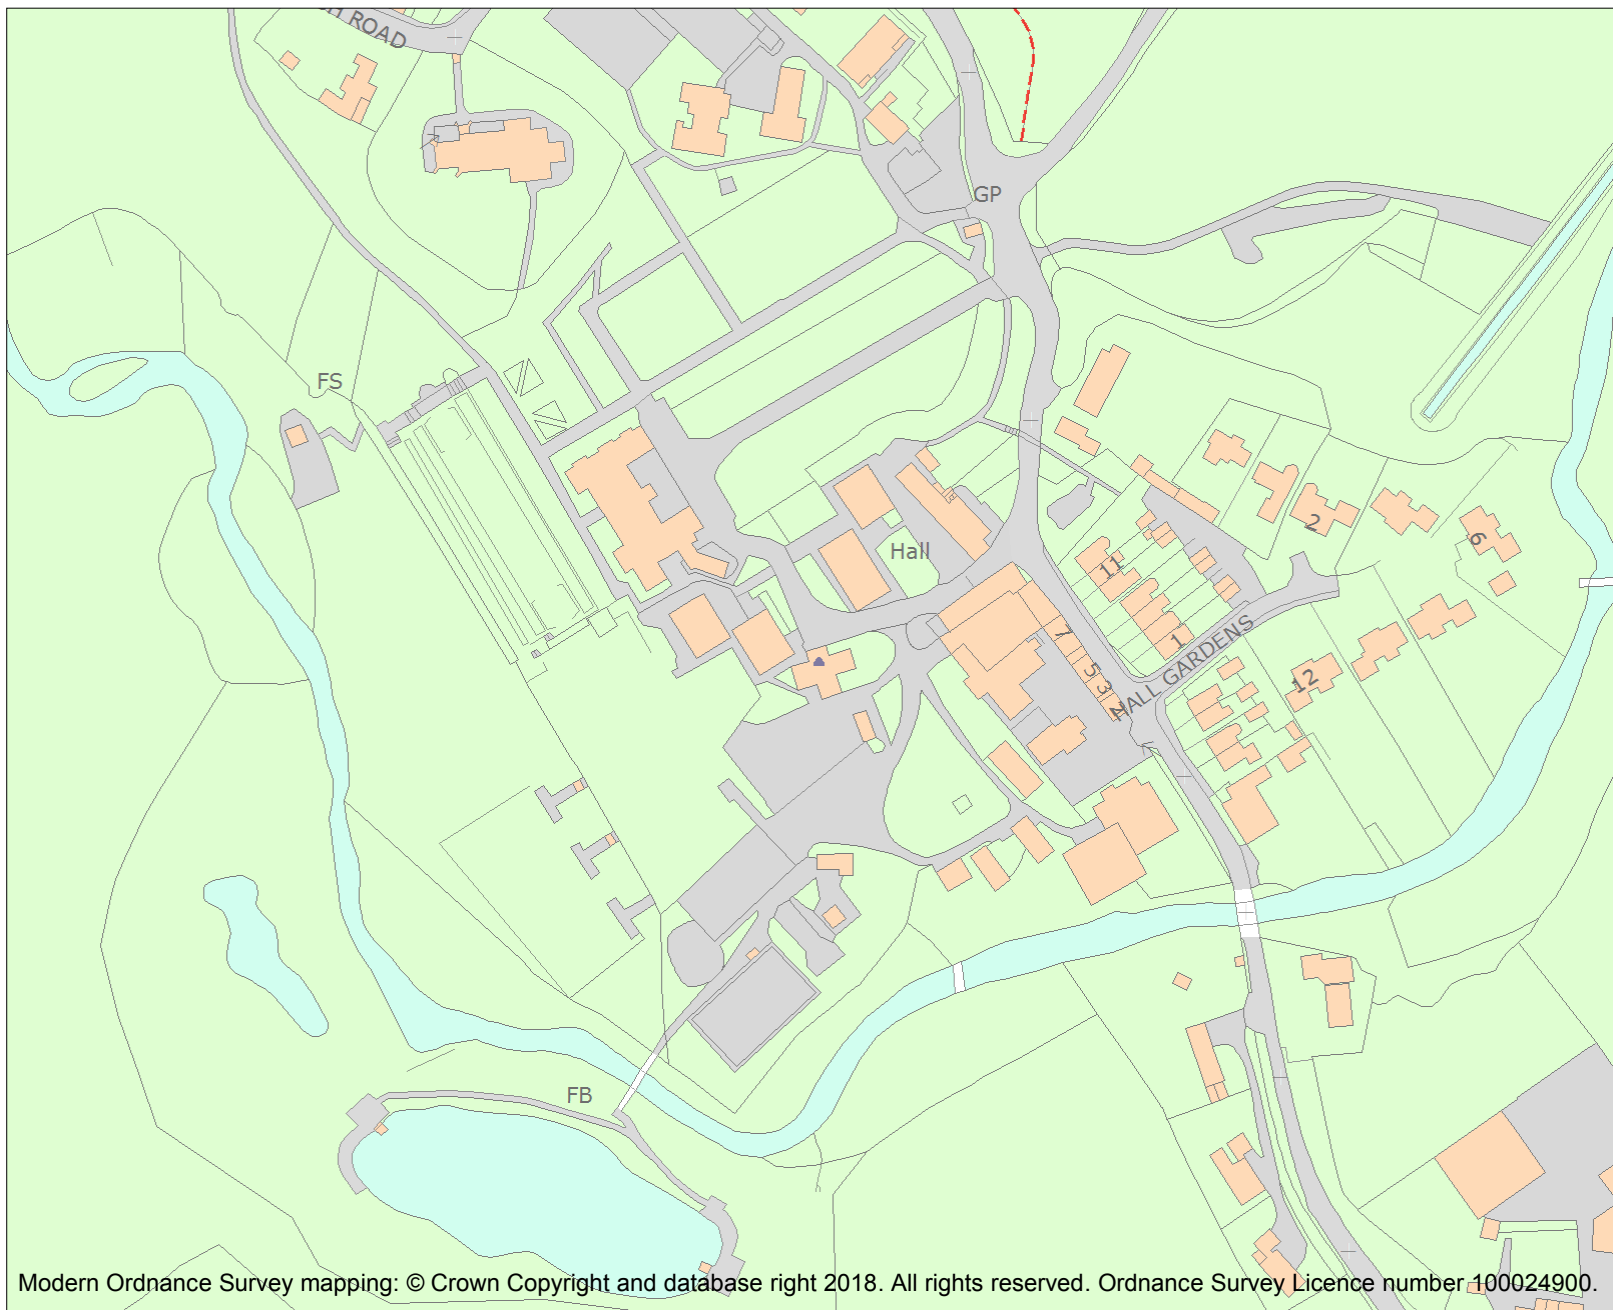 ROAD
GP
FS
Hall
2
6
11
1
7
5
3
HALL GARDENS
12
FB
Modern Ordnance Survey mapping: © Crown Copyright and database right 2018. All rights reserved. Ordnance Survey Licence number 100024900.